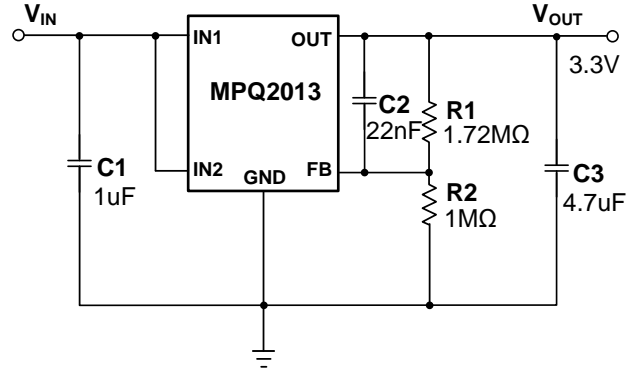 VIN
VOUT
IN1
OUT
3.3V
MPQ2013
C2
22nF
R1
1.72MΩ
C1
1uF
IN2
GND
FB
R2
1MΩ
C3
4.7uF